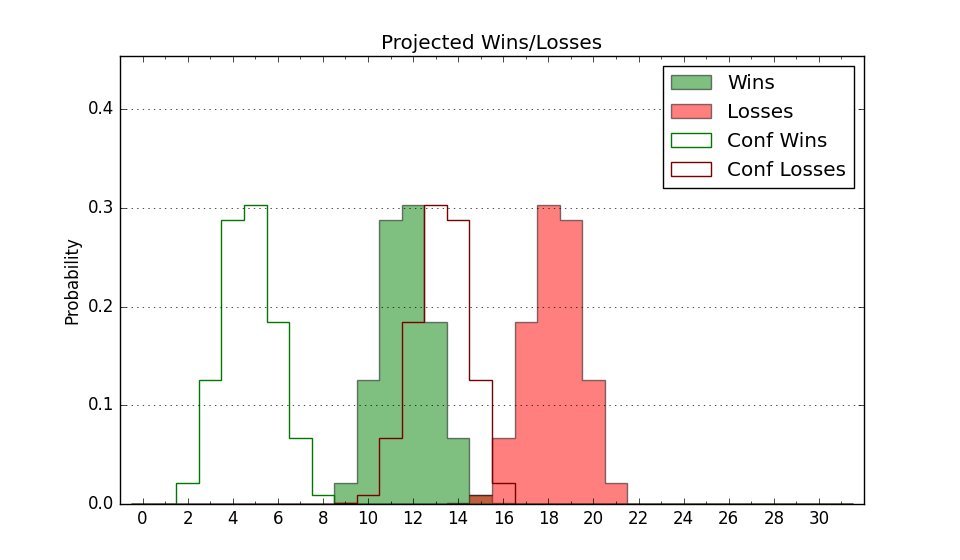 Projected Wins/Losses
Wins
Losses
Conf Wins
Conf Losses
Probability
0.4
0.3
0.2
0.1
0.0
0 2 4 6 8 10 12 14 16 18 20 22 24 26 28 30